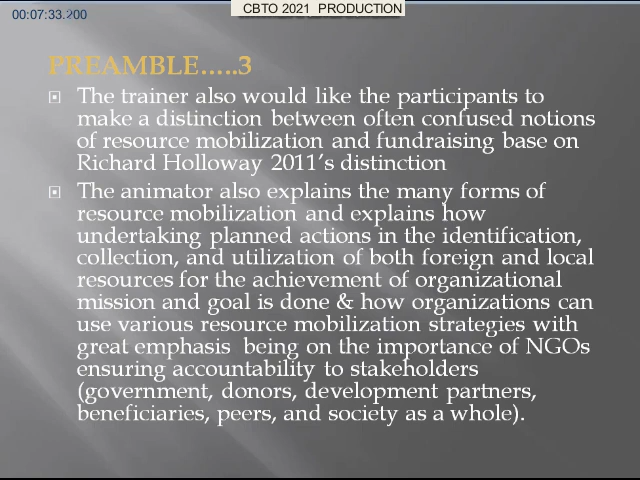 00:07:33.200
CBTO 2021 PRODUCTION
PREAMBLE…..3
The trainer also would like the participants to
make a distinction between often confused notions
of resource mobilization and fundraising base on
Richard Holloway 2011’s distinction
The animator also explains the many forms of
resource mobilization and explains how
undertaking planned actions in the identification,
collection, and utilization of both foreign and local
resources for the achievement of organizational
mission and goal is done & how organizations can
use various resource mobilization strategies with
great emphasis being on the importance of NGOs
ensuring accountability to stakeholders
(government, donors, development partners,
beneficiaries, peers, and society as a whole).